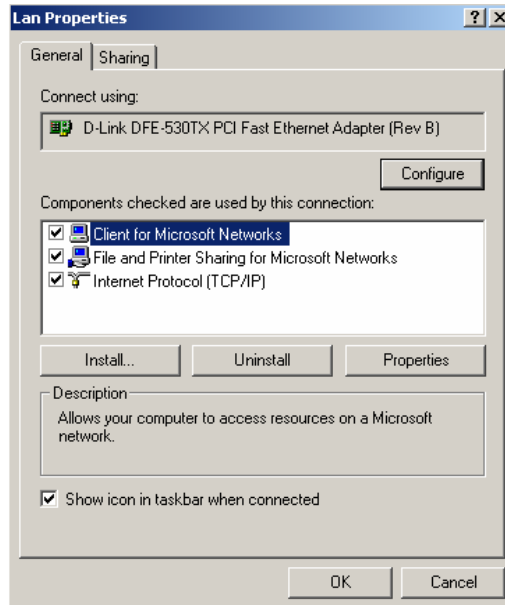 Lan Properties
General
Sharing
Connect using:
D-Link DFE-530TX PCI Fast Ethernet Adapter (Rev B)
Configure
Components checked are used by this connection:
Client for Microsoft Networks
File and Printer Sharing for Microsoft Networks
Internet Protocol (TCP/IP)
Install...
Uninstall
Properties
Description
Allows your computer to access resources on a Microsoft
network.
Show icon in taskbar when connected
OK
Cancel